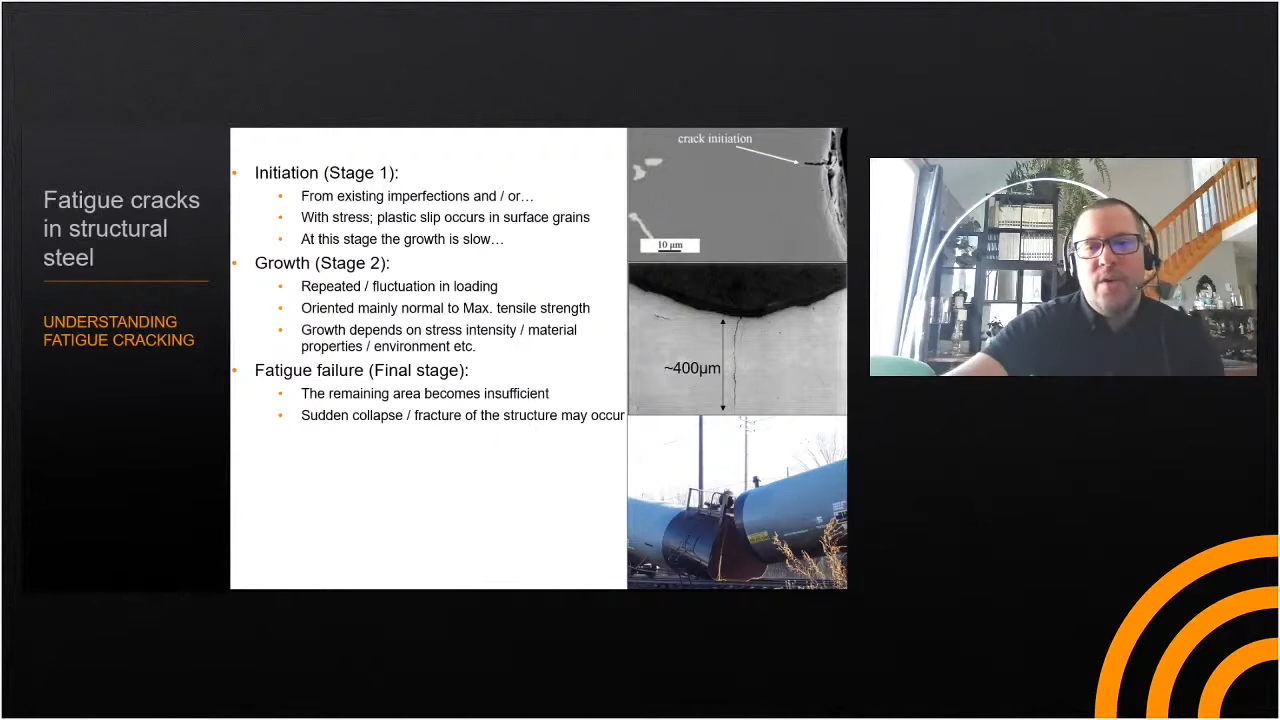 Fatigue cracks
in structural
steel
UNDERSTANDING
FATIGUE CRACKING
Initiation (Stage 1):
From existing imperfections and / or…
With stress; plastic slip occurs in surface grains
At this stage the growth is slow…
Growth (Stage 2):
Repeated / fluctuation in loading
Oriented mainly normal to Max. tensile strength
Growth depends on stress intensity / material
properties / environment etc.
Fatigue failure (Final stage):
The remaining area becomes insufficient
Sudden collapse / fracture of the structure may occur
crack initiation
10 μm
~400μm